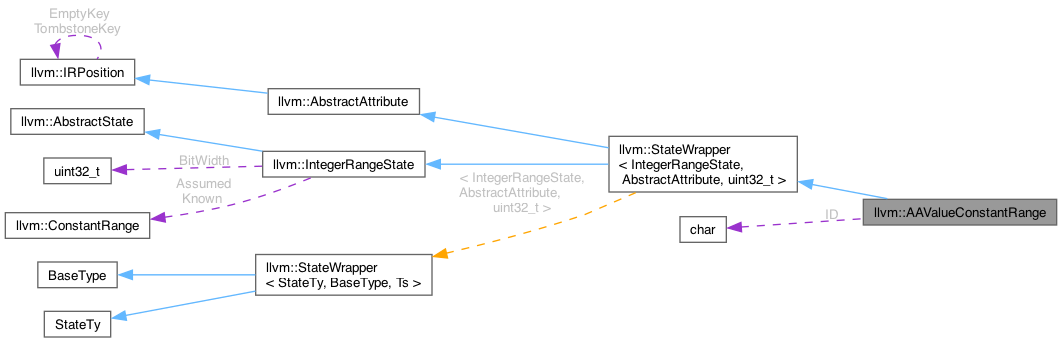 EmptyKey
TombstoneKey
llvm::IRPosition
llvm::AbstractAttribute
llvm::AbstractState
llvm::StateWrapper
< IntegerRangeState,
AbstractAttribute, uint32_t >
BitWidth
llvm::IntegerRangeState
uint32_t
Assumed
Known
< IntegerRangeState,
AbstractAttribute,
uint32_t >
llvm::ConstantRange
char
ID
llvm::AAValueConstantRange
llvm::StateWrapper
< StateTy, BaseType, Ts >
BaseType
StateTy